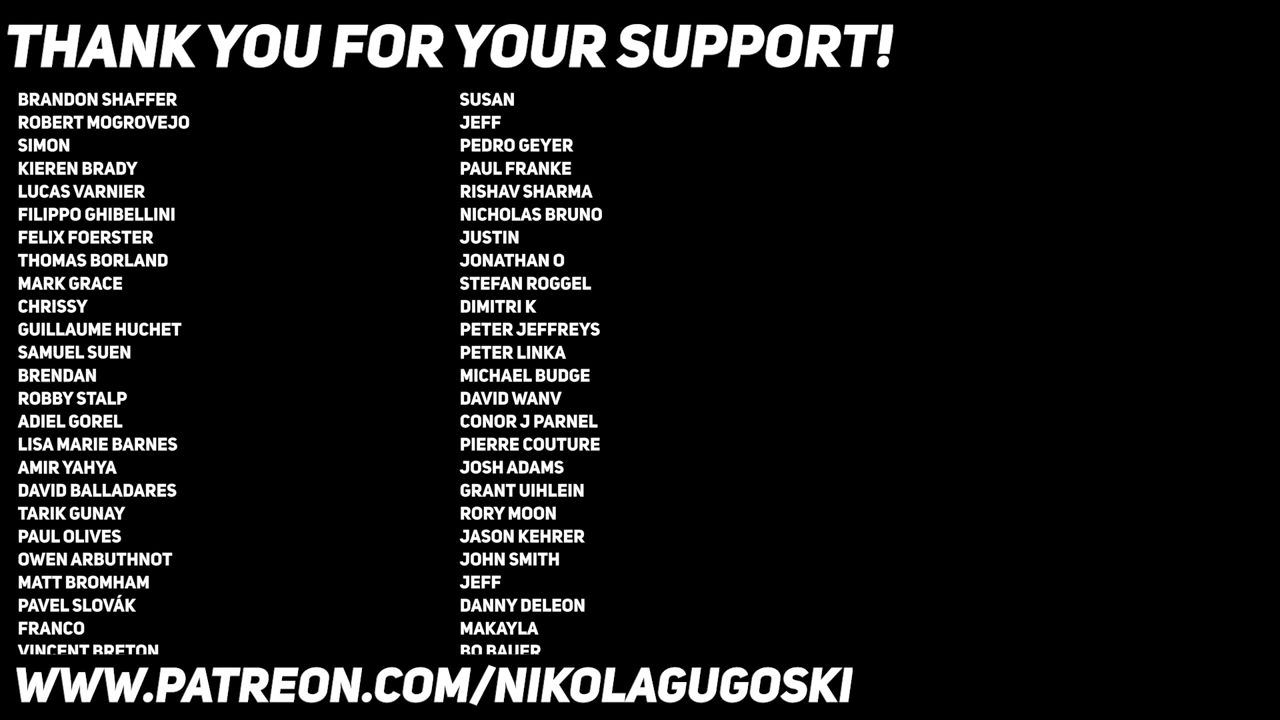 THANK YOU FOR YOUR SUPPORT!
BRANDON SHAFFER
ROBERT MOGROVEJO
SIMON
KIEREN BRADY
LUCAS VARNIER
FILIPPO GHIBELLINI
FELIX FOERSTER
THOMAS BORLAND
MARK GRACE
CHRISSY
GUILLAUME HUCHET
SAMUEL SUEN
BRENDAN
ROBBY STALP
ADIEL GOREL
LISA MARIE BARNES
AMIR YAHYA
DAVID BALLADARES
TARIK GUNAY
PAUL OLIVES
OWEN ARBUTHNOT
MATT BROMHAM
PAVEL SLOVÁK
FRANCO
VINCENT BRETON
SUSAN
JEFF
PEDRO GEYER
PAUL FRANKE
RISHAV SHARMA
NICHOLAS BRUNO
JUSTIN
JONATHAN O
STEFAN ROGGEL
DIMITRI K
PETER JEFFREYS
PETER LINKA
MICHAEL BUDGE
DAVID WANV
CONOR J PARNEL
PIERRE COUTURE
JOSH ADAMS
GRANT UIHLEIN
RORY MOON
JASON KEHRER
JOHN SMITH
JEFF
DANNY DELEON
MAKAYLA
BO BAUER
WWW.PATREON.COM/NIKOLAGUGOSKI